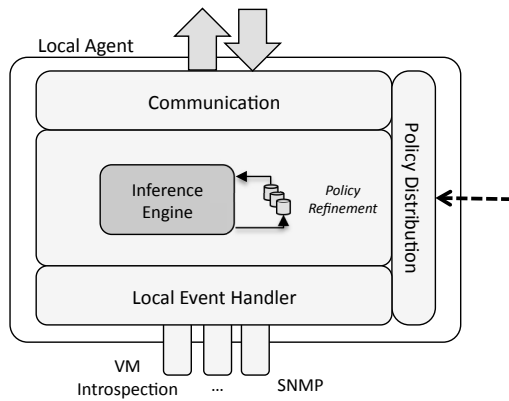 Local Agent
Communication
Policy Distribution
Inference
Engine
Policy
Refinement
Local Event Handler
VM
Introspection
...
SNMP